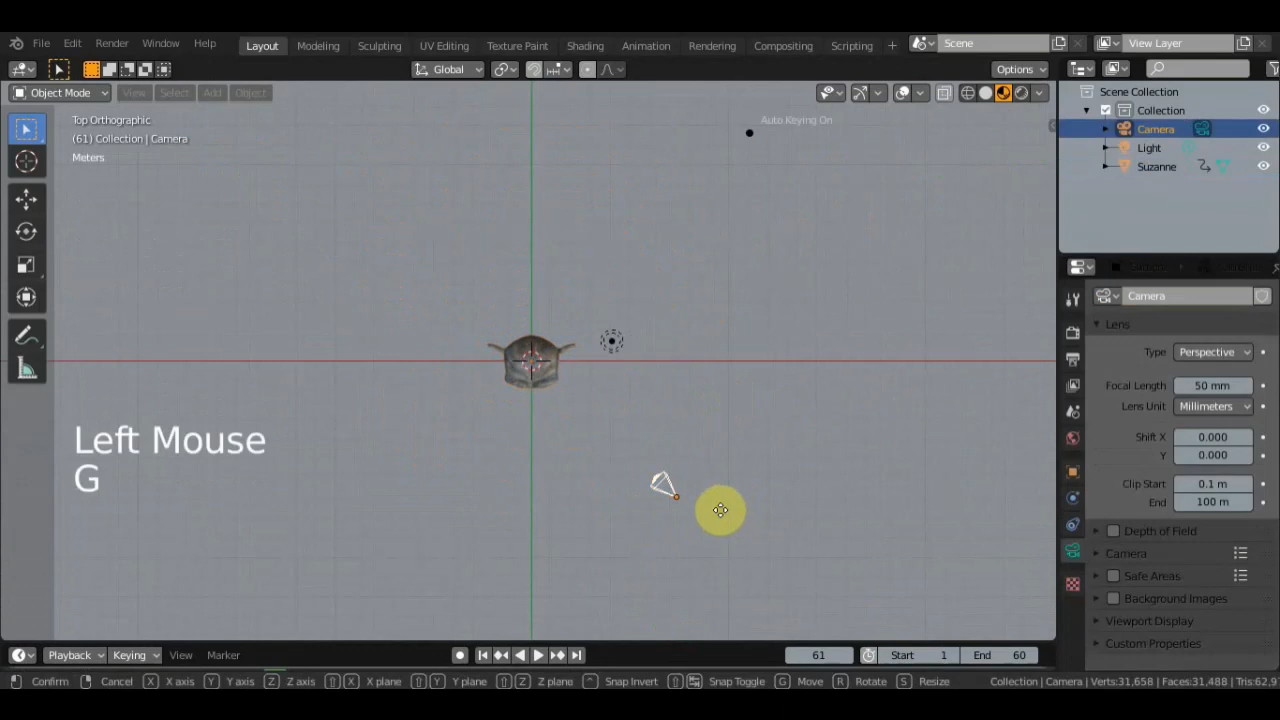 File Edit Render Window Help Layout Modeling Sculpting UV Editing Texture Paint Shading Animation Rendering Compositing Scripting + Scene View Layer
Global Options
Object Mode View Select Add Object
Scene Collection
Collection
Camera
Light
Suzanne
Top Orthographic
(61) Collection | Camera
Meters
Auto Keying On
Left Mouse
G
Camera
Lens
Type Perspective
Focal Length 50 mm
Lens Unit Millimeters
Shift X 0.000
Y 0.000
Clip Start 0.1 m
End 100 m
Depth of Field
Camera
Safe Areas
Background Images
Viewport Display
Custom Properties
Playback Keying View Marker 61 Start 1 End 60
Confirm Cancel X X axis Y Y axis Z Z axis X X plane Y Y plane Z Z plane Snap Invert Snap Toggle G Move R Rotate S Resize Collection | Camera | Verts:31,658 | Faces:31,488 | Tris:62,97